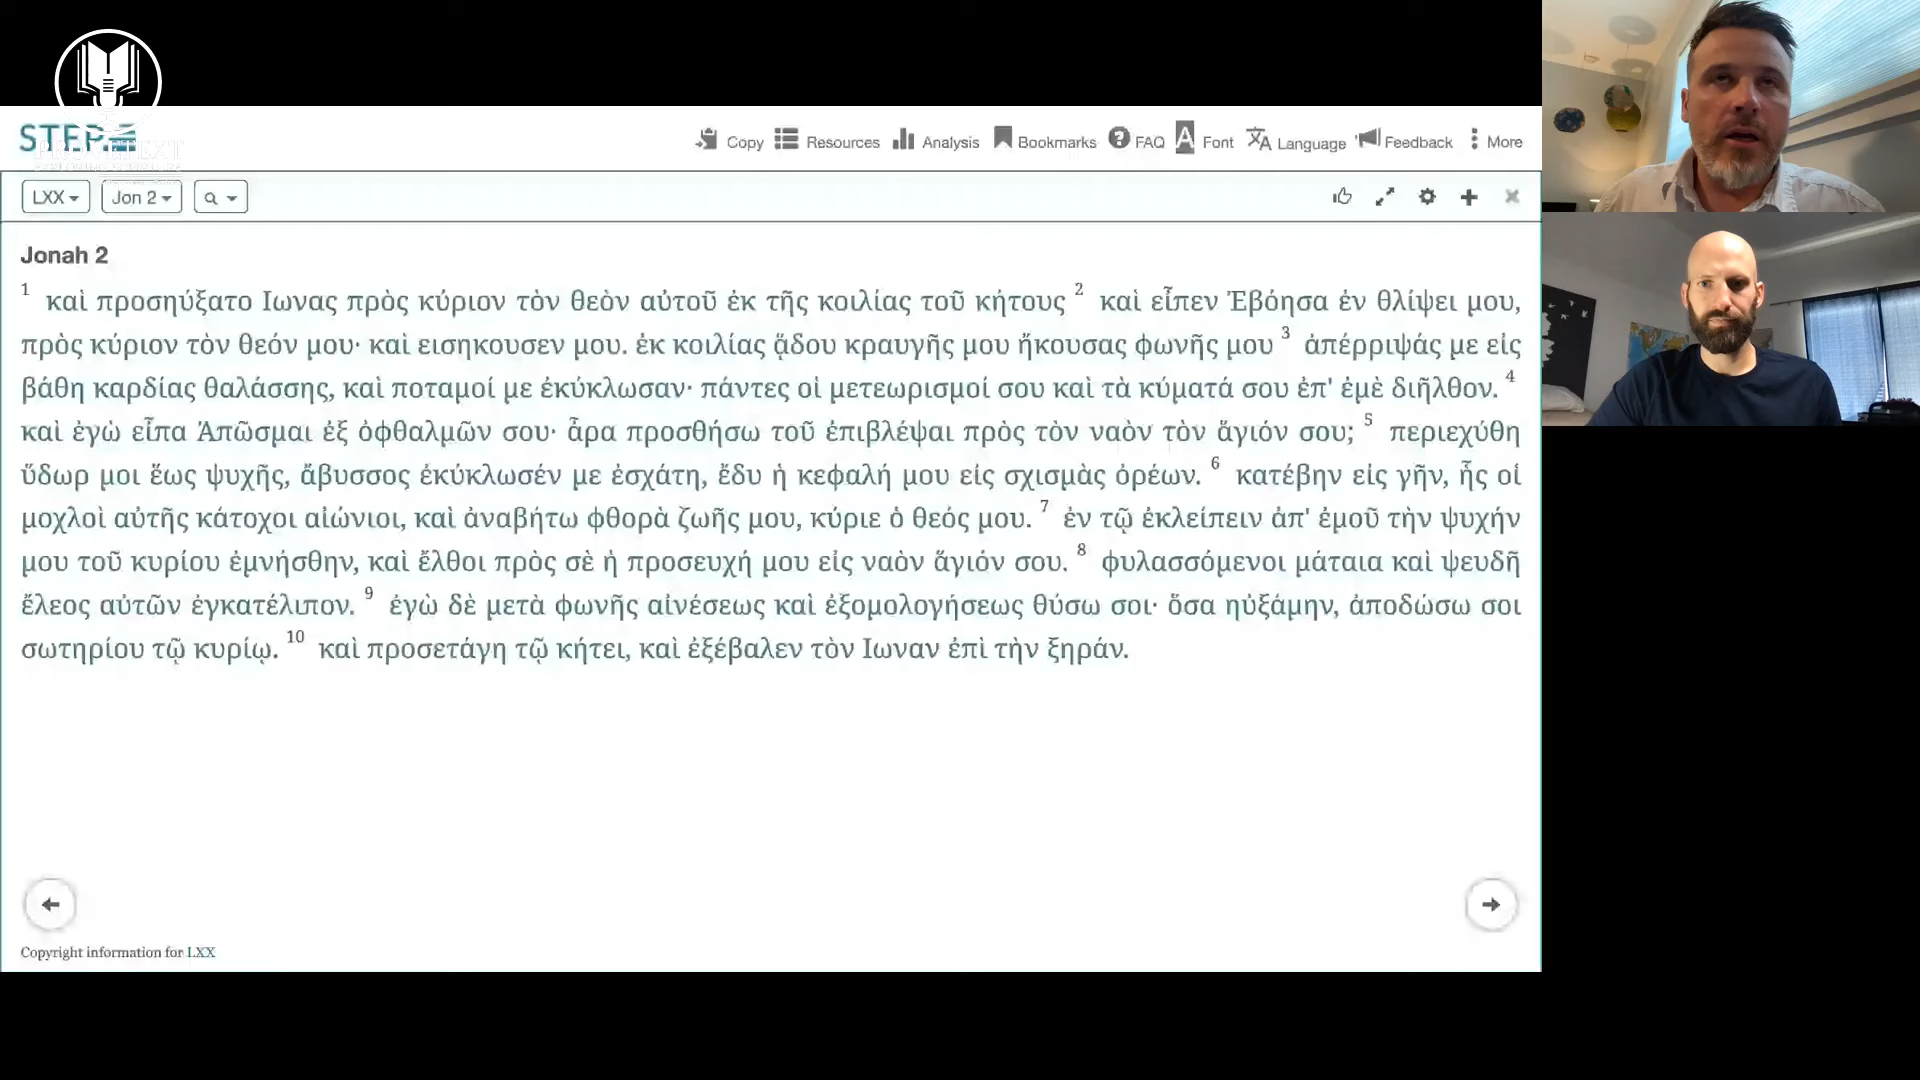 STEP
PROVETEXT
Copy Resources Analysis Bookmarks FAQ A Font Language Feedback More
LXX Jon 2
Jonah 2
1 καὶ προσηύξατο Ιωνας πρὸς κύριον τὸν θεὸν αὐτοῦ ἐκ τῆς κοιλίας τοῦ κήτους 2 καὶ εἶπεν Ἐβόησα ἐν θλίψει μου,
πρὸς κύριον τὸν θεόν μου· καὶ εισηκουσεν μου. ἐκ κοιλίας ᾅδου κραυγῆς μου ἤκουσας φωνῆς μου 3 ἀπέρριψάς με εἰς
βάθη καρδίας θαλάσσης, καὶ ποταμοί με ἐκύκλωσαν· πάντες οἱ μετεωρισμοί σου καὶ τὰ κύματά σου ἐπ' ἐμὲ διῆλθον. 4
καὶ ἐγὼ εἶπα Ἀπῶσμαι ἐξ ὀφθαλμῶν σου· ἆρα προσθήσω τοῦ ἐπιβλέψαι πρὸς τὸν ναὸν τὸν ἅγιόν σου; 5 περιεχύθη
ὕδωρ μοι ἕως ψυχῆς, ἄβυσσος ἐκύκλωσέν με ἐσχάτη, ἔδυ ἡ κεφαλή μου εἰς σχισμὰς ὀρέων. 6 κατέβην εἰς γῆν, ἧς οἱ
μοχλοὶ αὐτῆς κάτοχοι αἰώνιοι, καὶ ἀναβήτω φθορὰ ζωῆς μου, κύριε ὁ θεός μου. 7 ἐν τῷ ἐκλείπειν ἀπ' ἐμοῦ τὴν ψυχήν
μου τοῦ κυρίου ἐμνήσθην, καὶ ἔλθοι πρὸς σὲ ἡ προσευχή μου εἰς ναὸν ἅγιόν σου. 8 φυλασσόμενοι μάταια καὶ ψευδῆ
ἔλεος αὐτῶν ἐγκατέλιπον. 9 ἐγὼ δὲ μετὰ φωνῆς αἰνέσεως καὶ ἐξομολογήσεως θύσω σοι· ὅσα ηὐξάμην, ἀποδώσω σοι
σωτηρίου τῷ κυρίῳ. 10 καὶ προσετάγη τῷ κήτει, καὶ ἐξέβαλεν τὸν Ιωναν ἐπὶ τὴν ξηράν.
Copyright information for LXX